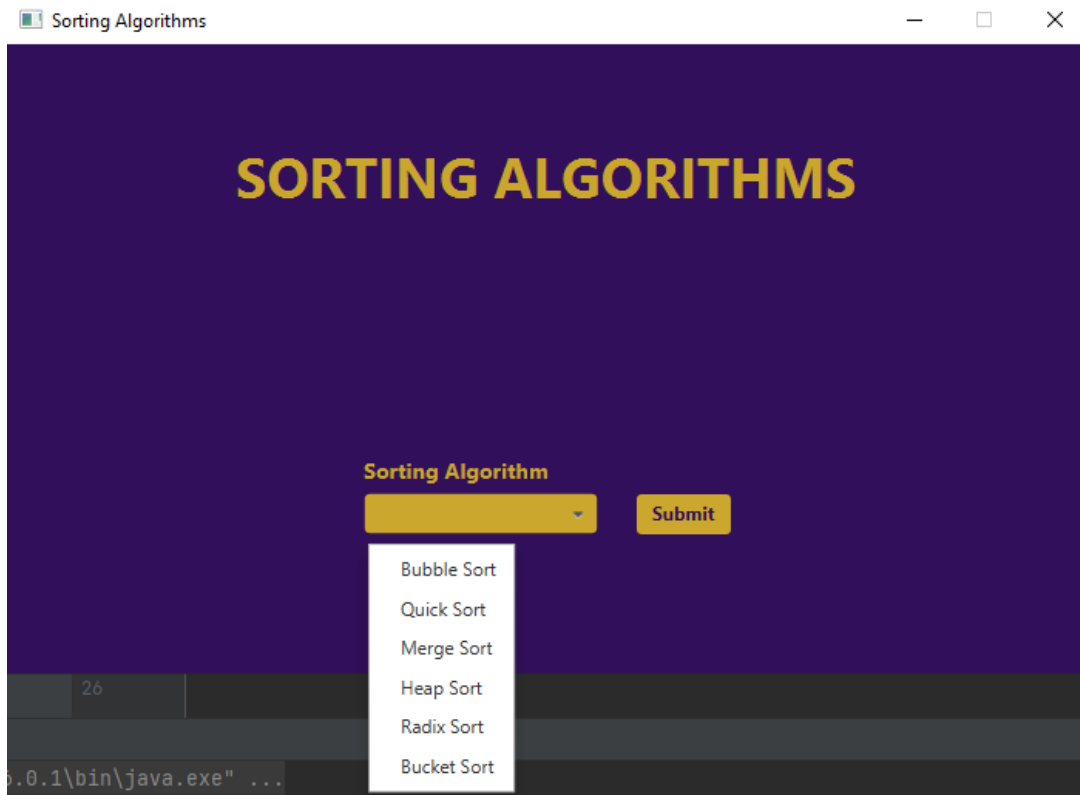 Sorting Algorithms
SORTING ALGORITHMS
Sorting Algorithm
Submit
Bubble Sort
Quick Sort
Merge Sort
Heap Sort
Radix Sort
Bucket Sort
26
.0.1\bin\java.exe" ...